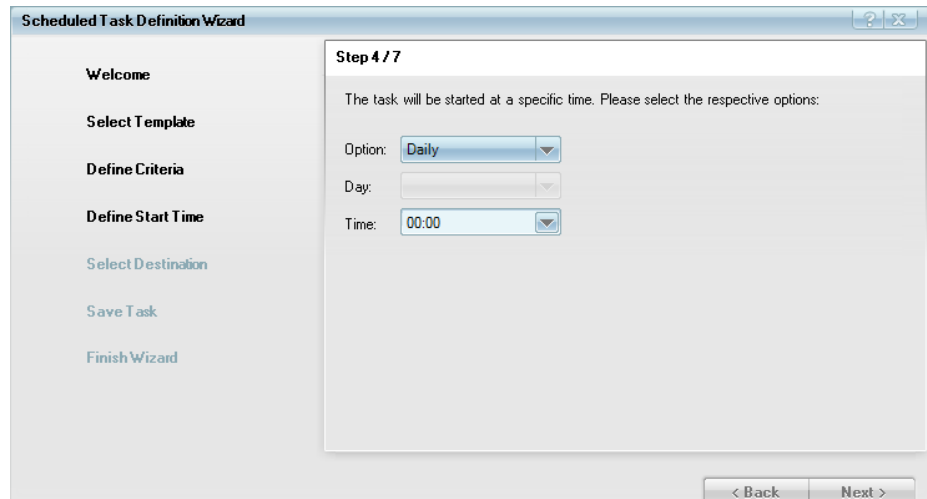 Scheduled Task Definition Wizard
Welcome
Select Template
Define Criteria
Define Start Time
Select Destination
Save Task
Finish Wizard
Step 4 / 7
The task will be started at a specific time. Please select the respective options:
Option: Daily
Day:
Time: 00:00
< Back Next >